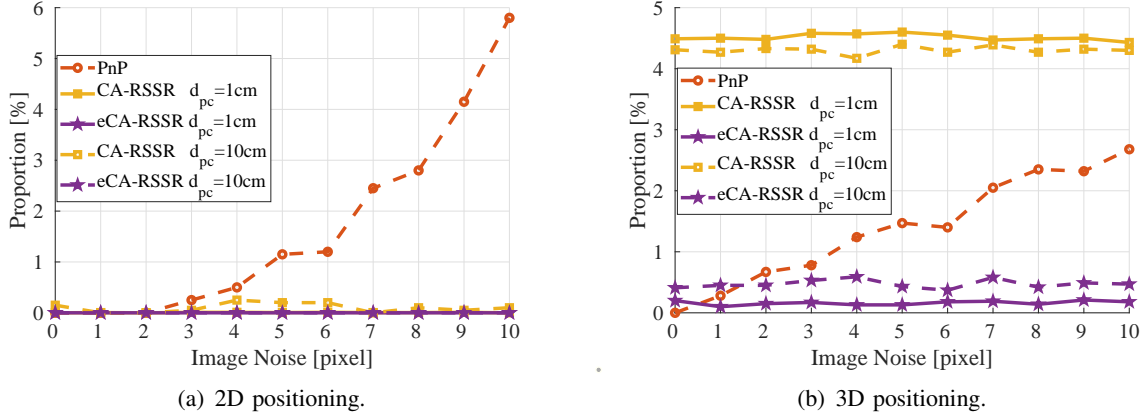 6
5
4
3
2
1
0
Proportion [%]
PnP
CA-RSSR d_pc=1cm
eCA-RSSR d_pc=1cm
CA-RSSR d_pc=10cm
eCA-RSSR d_pc=10cm
0 1 2 3 4 5 6 7 8 9 10
Image Noise [pixel]
(a) 2D positioning.
5
4
3
2
1
0
Proportion [%]
PnP
CA-RSSR d_pc=1cm
eCA-RSSR d_pc=1cm
CA-RSSR d_pc=10cm
eCA-RSSR d_pc=10cm
0 1 2 3 4 5 6 7 8 9 10
Image Noise [pixel]
(b) 3D positioning.